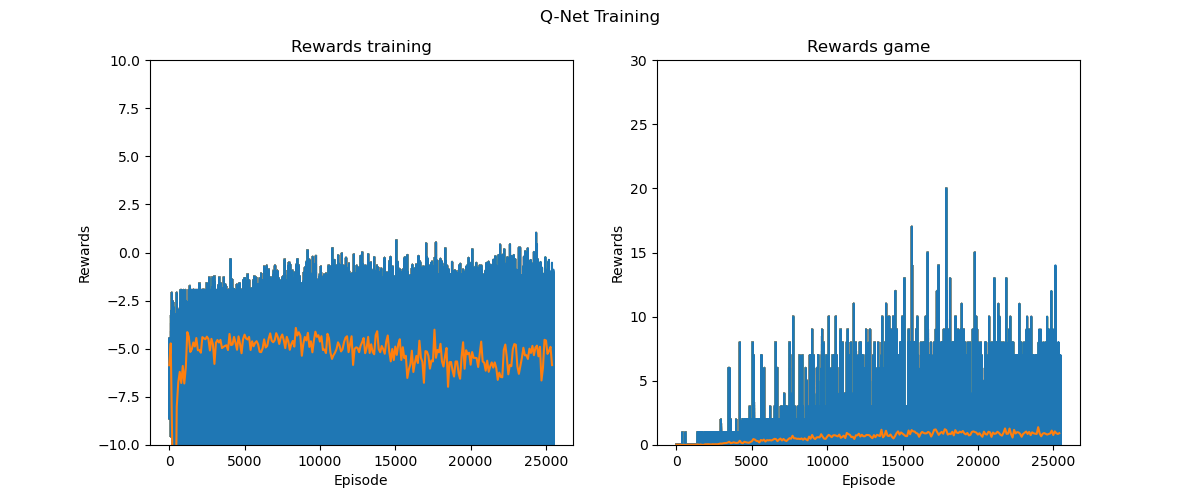 Q-Net Training
Rewards training
Rewards
10.0
7.5
5.0
2.5
0.0
−2.5
−5.0
−7.5
−10.0
0 5000 10000 15000 20000 25000
Episode
Rewards game
Rewards
30
25
20
15
10
5
0
0 5000 10000 15000 20000 25000
Episode